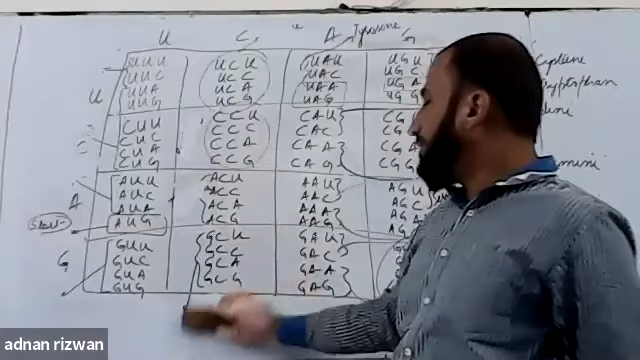 U C A Tyrosine G
U UUU UCU UAU UGU Cysteine
UUC UCC UAC UGC
UUA UCA UAA UGA
UUG UCG UAG UGG
C CUU CCU CAU
CUC CCC CAC
CUA CCA CAA CGA
CUG CCG CAG CGG
A AUU ACU AAU AGU
AUC ACC AAC AGC
AUA ACA AAA AGA
Start AUG ACG AAG AGG
G GUU GCU GAU
GUC GCC GAC
GUA GCA GAA
GUG GCG GAG
adnan rizwan